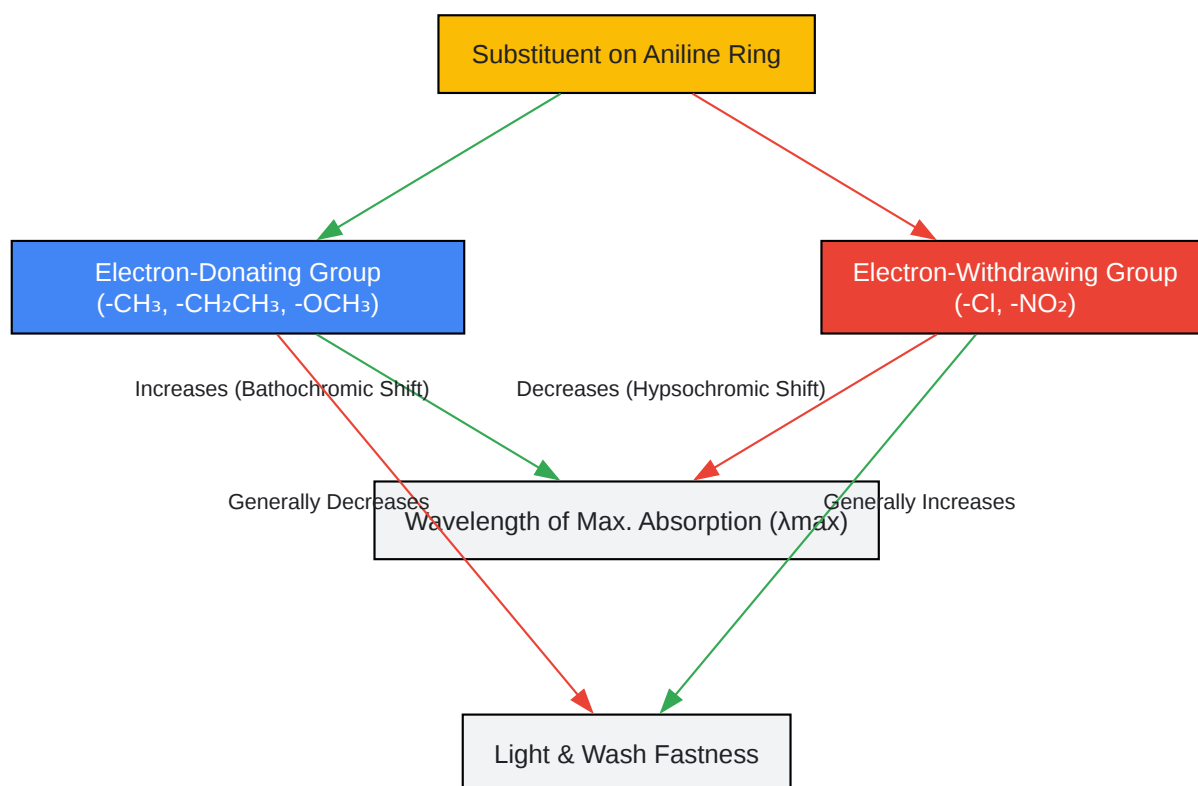 Substituent on Aniline Ring
Electron-Donating Group
(-CH₃, -CH₂CH₃, -OCH₃)
Electron-Withdrawing Group
(-Cl, -NO₂)
Increases (Bathochromic Shift)
Decreases (Hypsochromic Shift)
Generally Decreases
Wavelength of Max. Absorption (λmax)
Generally Increases
Light & Wash Fastness